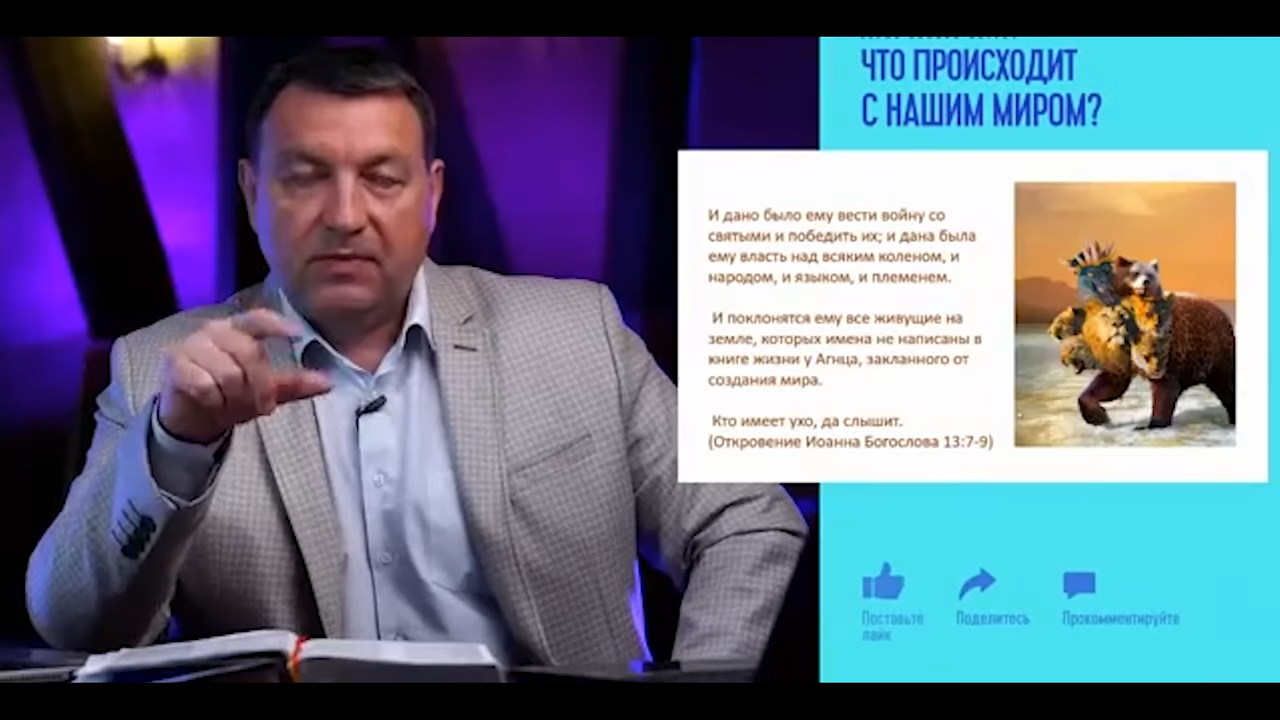 ЧТО ПРОИСХОДИТ
С НАШИМ МИРОМ?
И дано было ему вести войну со
святыми и победить их; и дана была
ему власть над всяким коленом, и
народом, и языком, и племенем.
И поклонятся ему все живущие на
земле, которых имена не написаны в
книге жизни у Агнца, закланного от
создания мира.
Кто имеет ухо, да слышит.
(Откровение Иоанна Богослова 13:7-9)
Поставьте
лайк
Поделитесь
Прокомментируйте